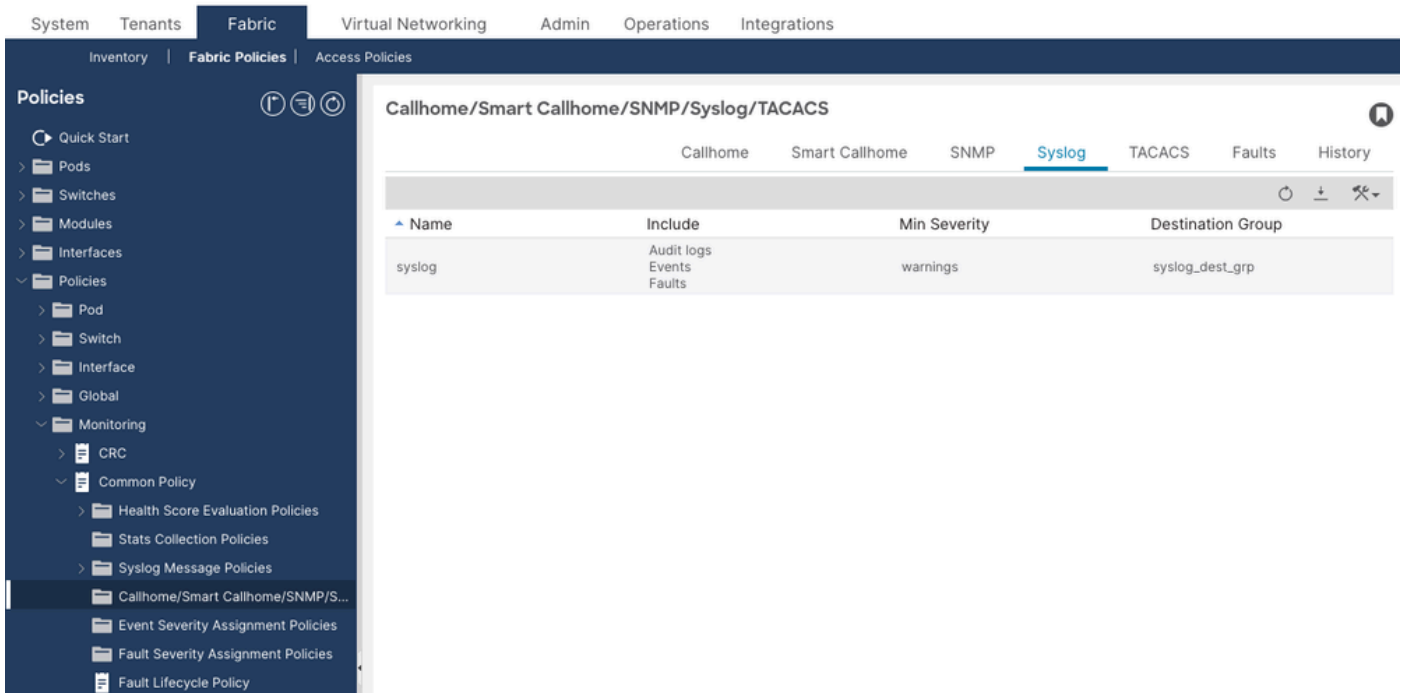 System Tenants Fabric Virtual Networking Admin Operations Integrations
Inventory | Fabric Policies | Access Policies
Policies
Quick Start
Pods
Switches
Modules
Interfaces
Policies
Pod
Switch
Interface
Global
Monitoring
CRC
Common Policy
Health Score Evaluation Policies
Stats Collection Policies
Syslog Message Policies
Callhome/Smart Callhome/SNMP/S...
Event Severity Assignment Policies
Fault Severity Assignment Policies
Fault Lifecycle Policy
Callhome/Smart Callhome/SNMP/Syslog/TACACS
Callhome Smart Callhome SNMP Syslog TACACS Faults History
Name Include Min Severity Destination Group
Audit logs
syslog Events warnings syslog_dest_grp
Faults